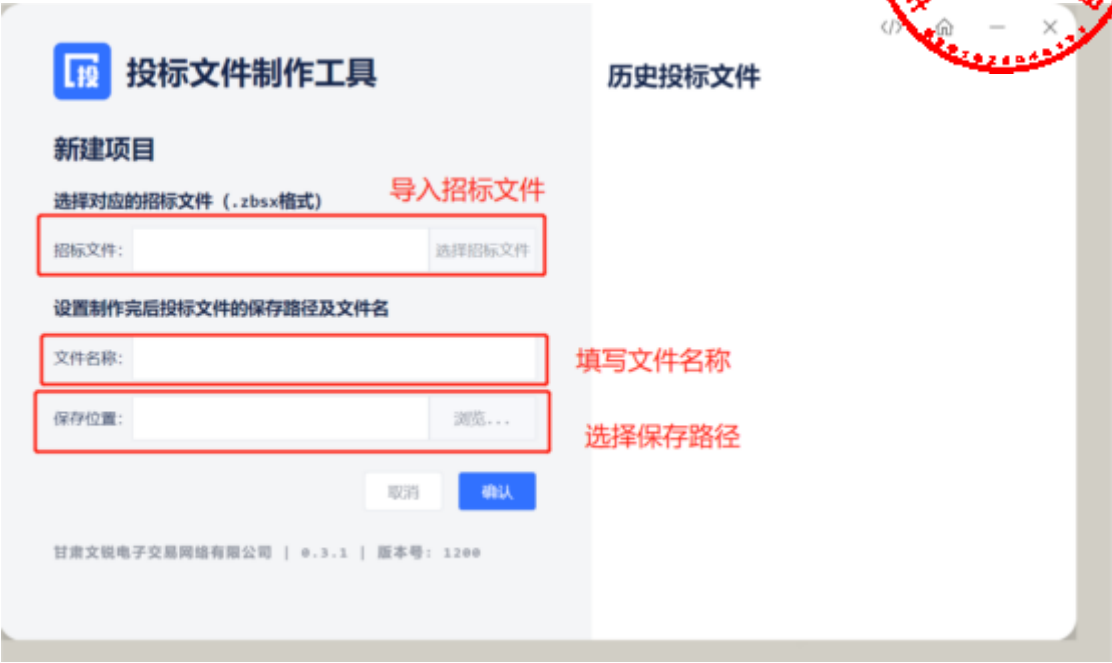 投 投标文件制作工具
历史投标文件
新建项目
选择对应的招标文件（.zbsx格式）
导入招标文件
招标文件： 选择招标文件
设置制作完后投标文件的保存路径及文件名
文件名称：
填写文件名称
保存位置： 浏览...
选择保存路径
取消 确认
甘肃文锐电子交易网络有限公司 | 0.3.1 | 版本号: 1200